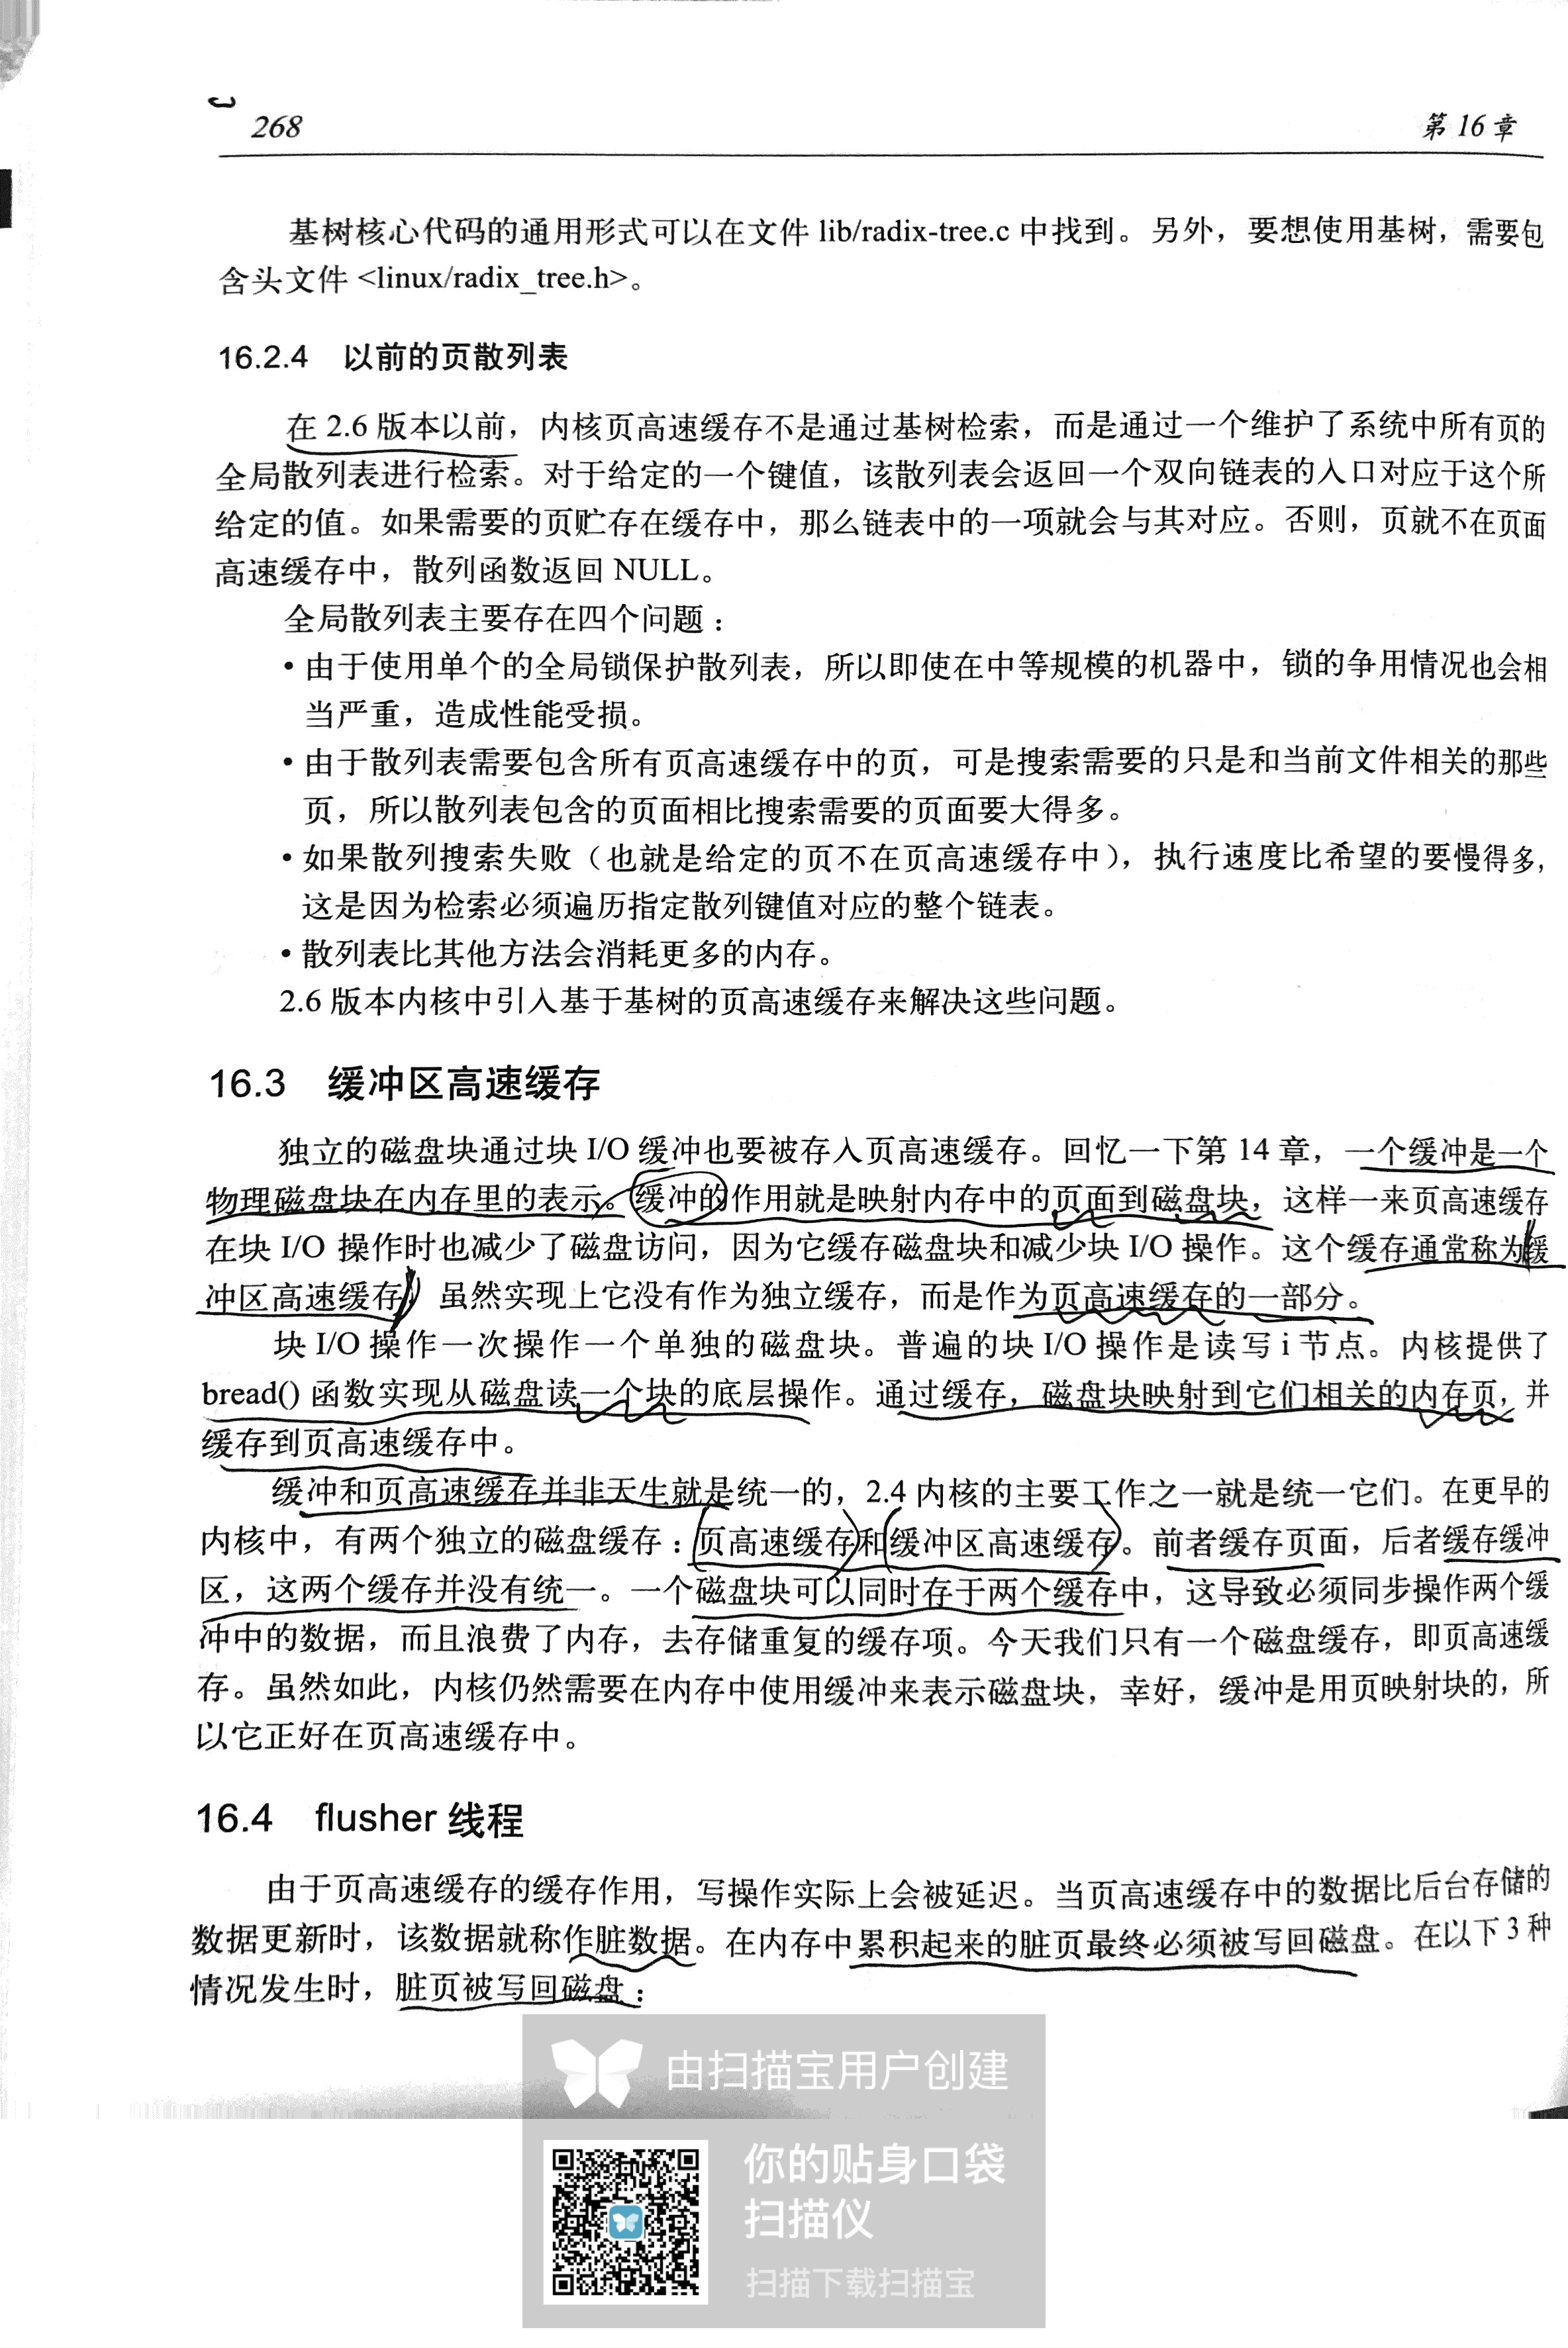 268
第 16 章
基树核心代码的通用形式可以在文件 lib/radix-tree.c 中找到。另外，要想使用基树，需要包
含头文件 <linux/radix_tree.h>。
16.2.4 以前的页散列表
在 2.6 版本以前，内核页高速缓存不是通过基树检索，而是通过一个维护了系统中所有页的
全局散列表进行检索。对于给定的一个键值，该散列表会返回一个双向链表的入口对应于这个所
给定的值。如果需要的页贮存在缓存中，那么链表中的一项就会与其对应。否则，页就不在页面
高速缓存中，散列函数返回 NULL。
全局散列表主要存在四个问题：
• 由于使用单个的全局锁保护散列表，所以即使在中等规模的机器中，锁的争用情况也会相
当严重，造成性能受损。
• 由于散列表需要包含所有页高速缓存中的页，可是搜索需要的只是和当前文件相关的那些
页，所以散列表包含的页面相比搜索需要的页面要大得多。
• 如果散列搜索失败（也就是给定的页不在页高速缓存中），执行速度比希望的要慢得多，
这是因为检索必须遍历指定散列键值对应的整个链表。
• 散列表比其他方法会消耗更多的内存。
2.6 版本内核中引入基于基树的页高速缓存来解决这些问题。
16.3 缓冲区高速缓存
独立的磁盘块通过块 I/O 缓冲也要被存入页高速缓存。回忆一下第 14 章，一个缓冲是一个
物理磁盘块在内存里的表示。缓冲的作用就是映射内存中的页面到磁盘块，这样一来页高速缓存
在块 I/O 操作时也减少了磁盘访问，因为它缓存磁盘块和减少块 I/O 操作。这个缓存通常称为缓
冲区高速缓存，虽然实现上它没有作为独立缓存，而是作为页高速缓存的一部分。
块 I/O 操作一次操作一个单独的磁盘块。普遍的块 I/O 操作是读写 i 节点。内核提供了
bread() 函数实现从磁盘读一个块的底层操作。通过缓存，磁盘块映射到它们相关的内存页，并
缓存到页高速缓存中。
缓冲和页高速缓存并非天生就是统一的，2.4 内核的主要工作之一就是统一它们。在更早的
内核中，有两个独立的磁盘缓存：页高速缓存和缓冲区高速缓存。前者缓存页面，后者缓存缓冲
区，这两个缓存并没有统一。一个磁盘块可以同时存于两个缓存中，这导致必须同步操作两个缓
冲中的数据，而且浪费了内存，去存储重复的缓存项。今天我们只有一个磁盘缓存，即页高速缓
存。虽然如此，内核仍然需要在内存中使用缓冲来表示磁盘块，幸好，缓冲是用页映射块的，所
以它正好在页高速缓存中。
16.4 flusher 线程
由于页高速缓存的缓存作用，写操作实际上会被延迟。当页高速缓存中的数据比后台存储的
数据更新时，该数据就称作脏数据。在内存中累积起来的脏页最终必须被写回磁盘。在以下 3 种
情况发生时，脏页被写回磁盘：
由扫描宝用户创建
你的贴身口袋
扫描仪
扫描下载扫描宝